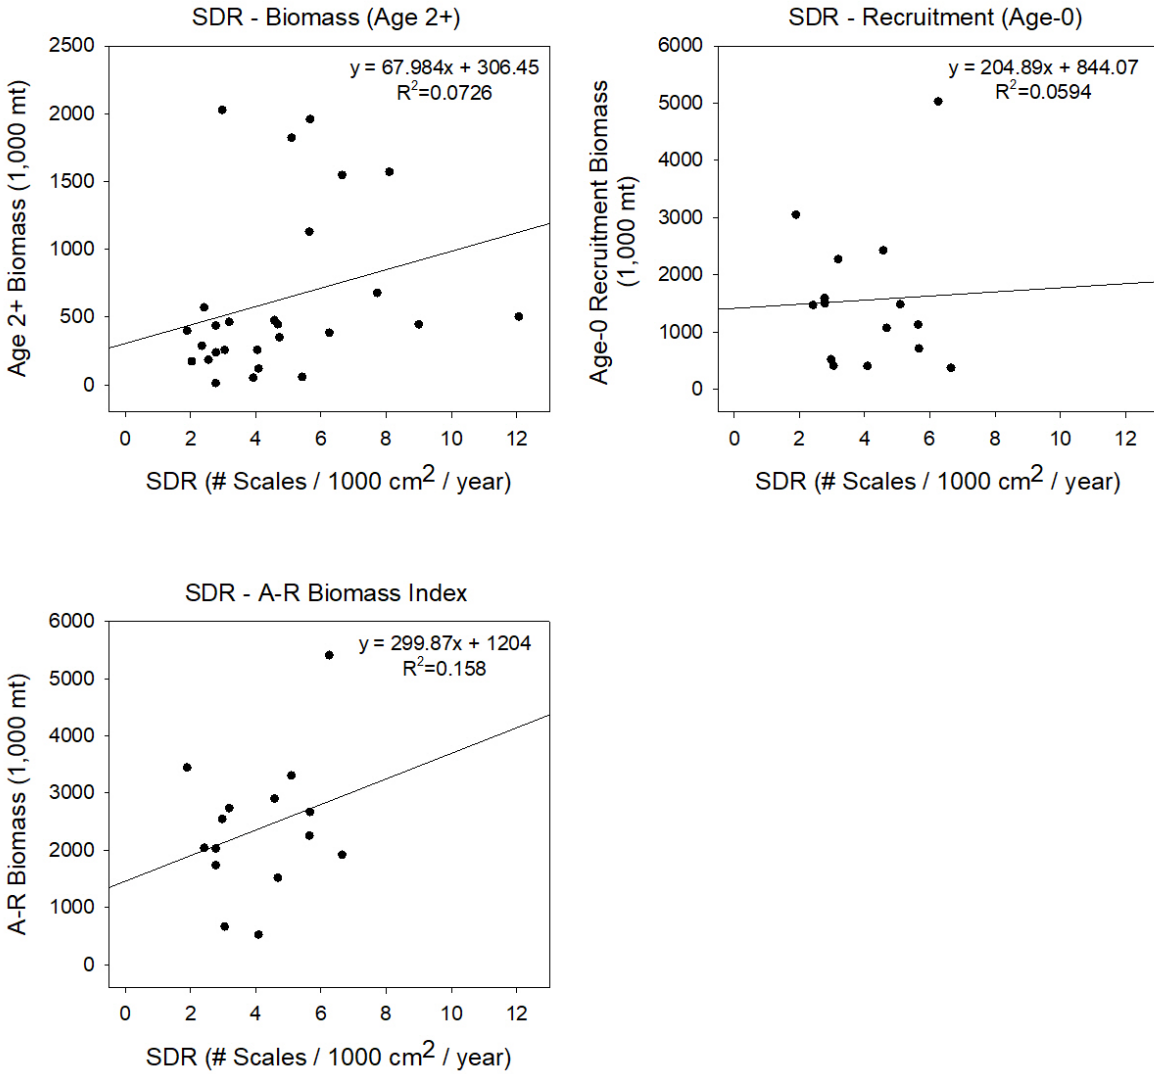 SDR - Biomass (Age 2+)
2500
2000
1500
1000
500
0
Age 2+ Biomass (1,000 mt)
y = 67.984x + 306.45
R²=0.0726
0 2 4 6 8 10 12
SDR (# Scales / 1000 cm² / year)
SDR - Recruitment (Age-0)
6000
5000
4000
3000
2000
1000
0
Age-0 Recruitment Biomass
(1,000 mt)
y = 204.89x + 844.07
R²=0.0594
0 2 4 6 8 10 12
SDR (# Scales / 1000 cm² / year)
SDR - A-R Biomass Index
6000
5000
4000
3000
2000
1000
0
A-R Biomass (1,000 mt)
y = 299.87x + 1204
R²=0.158
0 2 4 6 8 10 12
SDR (# Scales / 1000 cm² / year)